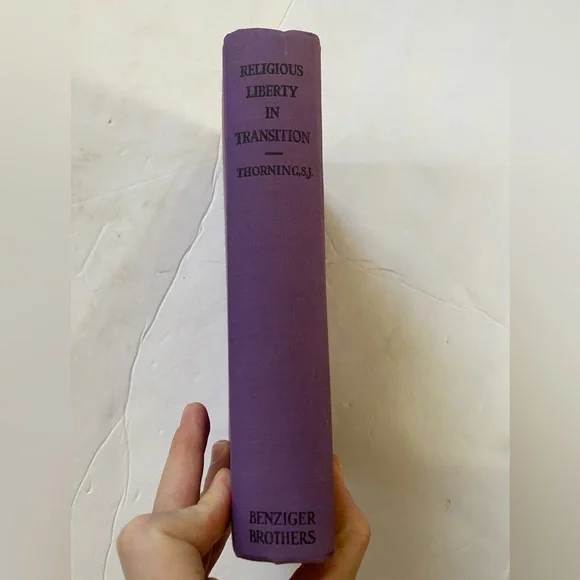 RELIGIOUS
LIBERTY
IN
TRANSITION
THORNING, S.J.
BENZIGER
BROTHERS